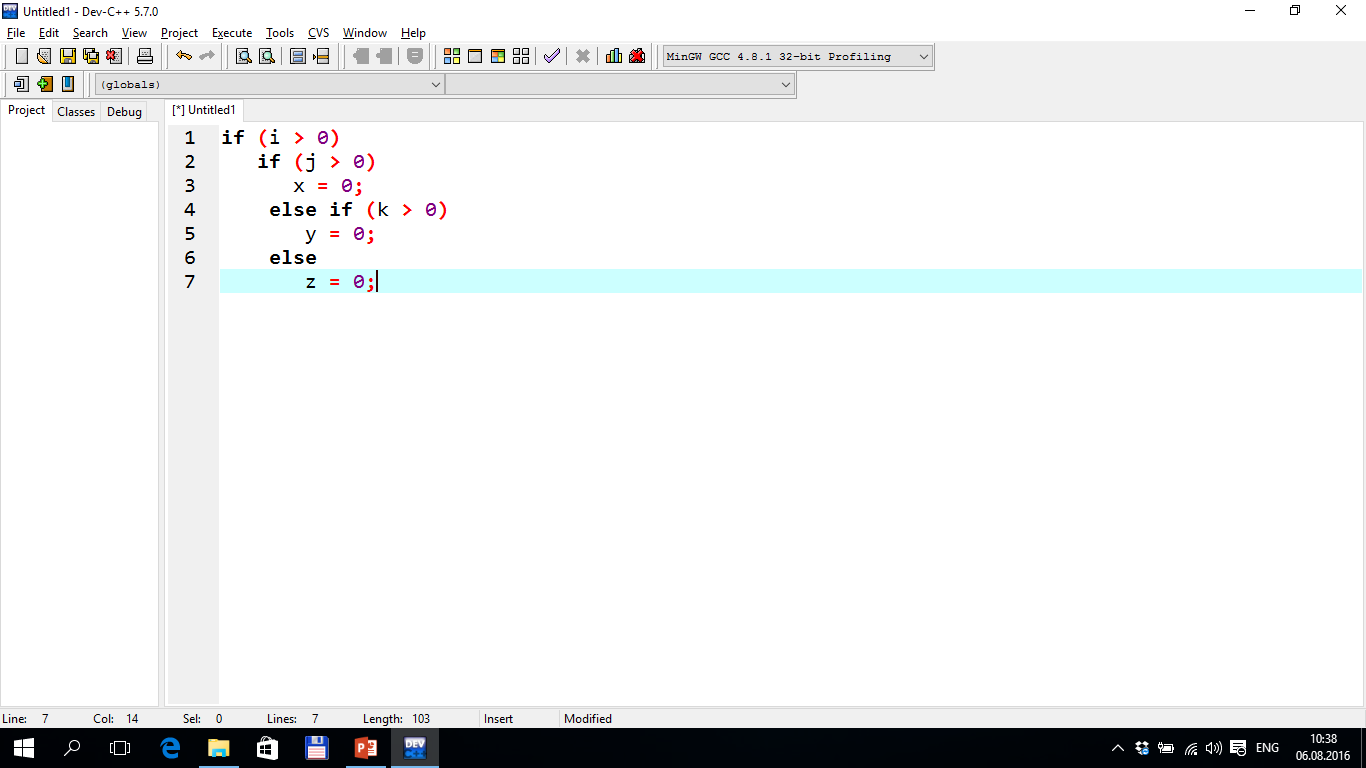 Untitled1 - Dev-C++ 5.7.0
File Edit Search View Project Execute Tools CVS Window Help
MinGW GCC 4.8.1 32-bit Profiling
(globals)
Project Classes Debug [*] Untitled1
1 if (i > 0)
2 if (j > 0)
3 x = 0;
4 else if (k > 0)
5 y = 0;
6 else
7 z = 0;
Line: 7 Col: 14 Sel: 0 Lines: 7 Length: 103 Insert Modified
DEV C++ ENG 10:38
06.08.2016